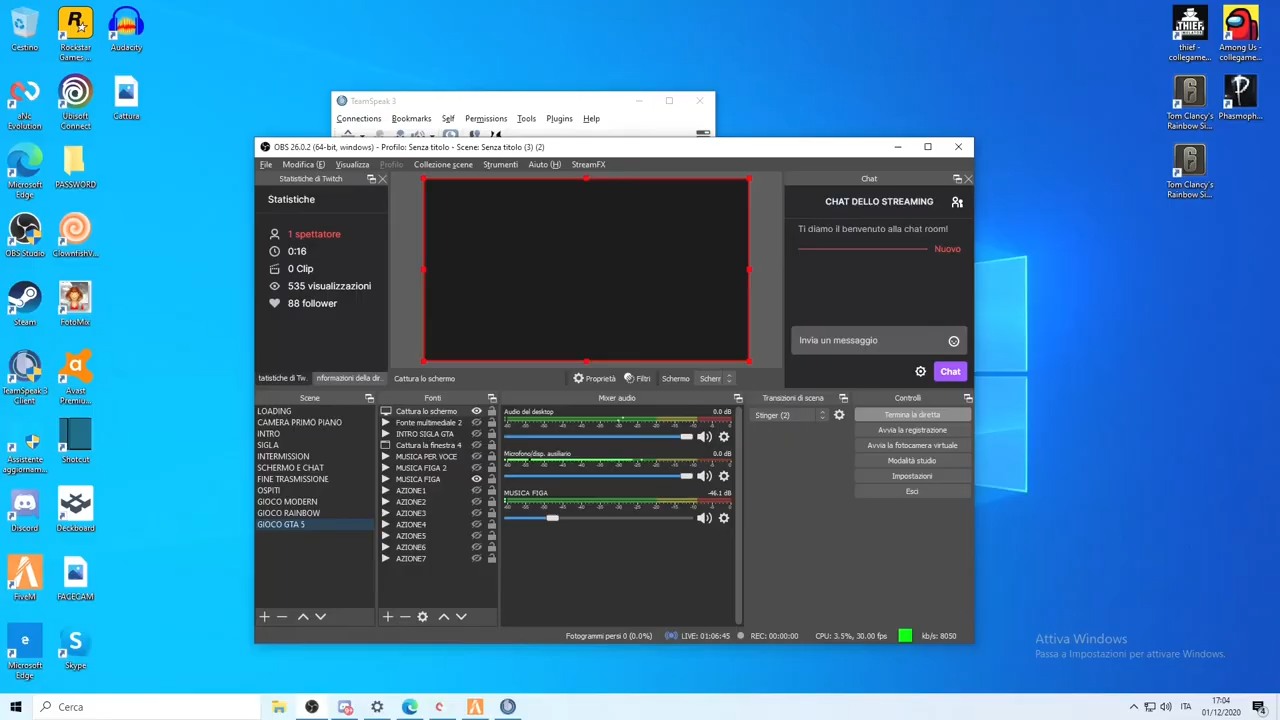 Cestino
Rockstar
Games ...
Audacity
aNc
Evolution
Ubisoft
Connect
Cattura
Microsoft
Edge
PASSWORD
OBS Studio
ClownfishV...
Steam
FotoMix
TeamSpeak 3
Client
Avast
Premiu...
Assistente
aggiornam...
Shotcut
Discord
Deckboard
FiveM
FACECAM
Microsoft
Edge
Skype
thief -
collegame...
Among Us -
collegame...
Tom Clancy's
Rainbow Si...
Phasmoph...
Tom Clancy's
Rainbow Si...
TeamSpeak 3
Connections Bookmarks Self Permissions Tools Plugins Help
OBS 26.0.2 (64-bit, windows) - Profilo: Senza titolo - Scene: Senza titolo (3) (2)
File Modifica (E) Visualizza Profilo Collezione scene Strumenti Aiuto (H) StreamFX
Statistiche di Twitch
Statistiche
1 spettatore
0:16
0 Clip
535 visualizzazioni
88 follower
tatistiche di Tw.
nformazioni della dir.
Cattura lo schermo
Proprietà
Filtri
Schermo
Scherr
Chat
CHAT DELLO STREAMING
Ti diamo il benvenuto alla chat room!
Nuovo
Invia un messaggio
Chat
Scene
LOADING
CAMERA PRIMO PIANO
INTRO
SIGLA
INTERMISSION
SCHERMO E CHAT
FINE TRASMISSIONE
OSPITI
GIOCO MODERN
GIOCO RAINBOW
GIOCO GTA 5
Fonti
Cattura lo schermo
Fonte multimediale 2
INTRO SIGLA GTA
Cattura la finestra 4
MUSICA PER VOCE
MUSICA FIGA 2
MUSICA FIGA
AZIONE1
AZIONE2
AZIONE3
AZIONE4
AZIONE5
AZIONE6
AZIONE7
Mixer audio
Audio del desktop 0.0 dB
Microfono/disp. ausiliario 0.0 dB
MUSICA FIGA -46.1 dB
Transizioni di scena
Stinger (2)
Controlli
Termina la diretta
Avvia la registrazione
Avvia la fotocamera virtuale
Modalità studio
Impostazioni
Esci
Fotogrammi persi 0 (0.0%) LIVE: 01:06:45 REC: 00:00:00 CPU: 3.5%, 30.00 fps kb/s: 8050
Attiva Windows
Passa a Impostazioni per attivare Windows.
Cerca
ITA
17:04
01/12/2020
4